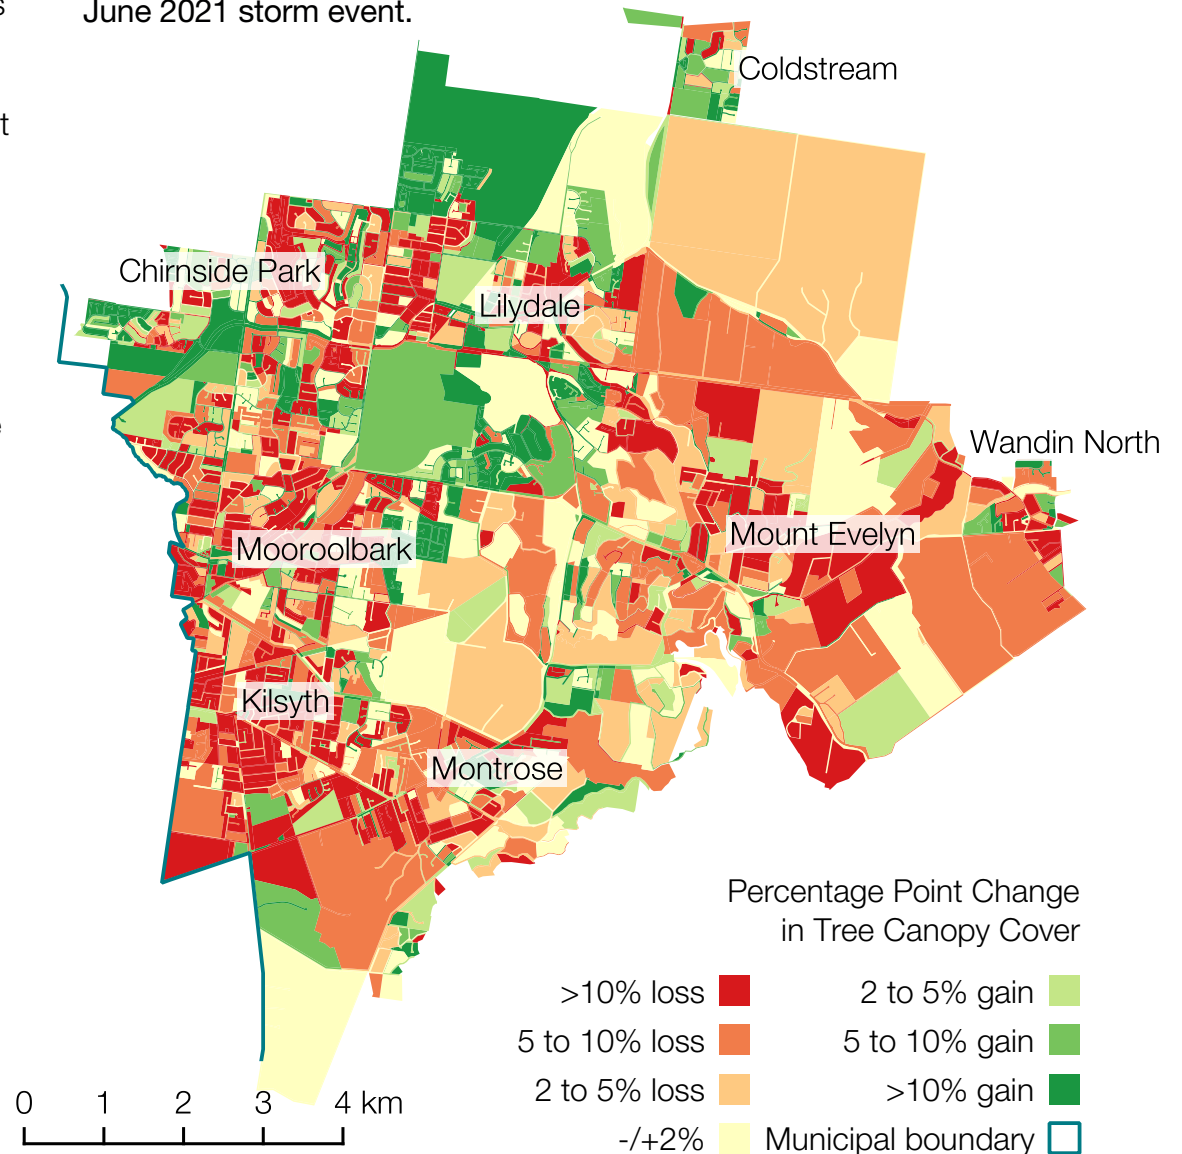 June 2021 storm event.
Coldstream
Chirnside Park
Lilydale
Wandin North
Mount Evelyn
Mooroolbark
Kilsyth
Montrose
Percentage Point Change
in Tree Canopy Cover
>10% loss
2 to 5% gain
5 to 10% loss
5 to 10% gain
2 to 5% loss
>10% gain
-/+2%
Municipal boundary
0 1 2 3 4 km